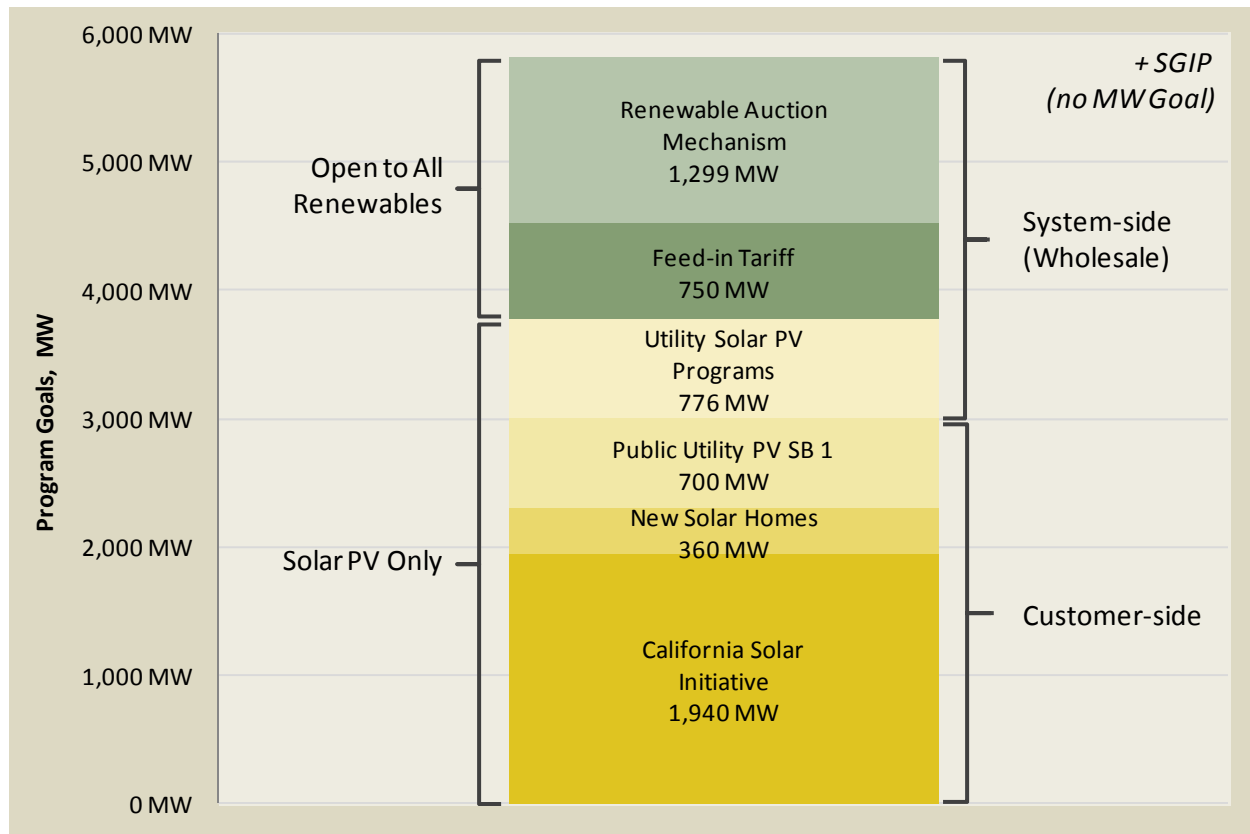 6,000 MW
5,000 MW
4,000 MW
3,000 MW
2,000 MW
1,000 MW
0 MW
Program Goals, MW
Open to All
Renewables
Solar PV Only
Renewable Auction
Mechanism
1,299 MW
Feed-in Tariff
750 MW
Utility Solar PV
Programs
776 MW
Public Utility PV SB 1
700 MW
New Solar Homes
360 MW
California Solar
Initiative
1,940 MW
+ SGIP
(no MW Goal)
System-side
(Wholesale)
Customer-side